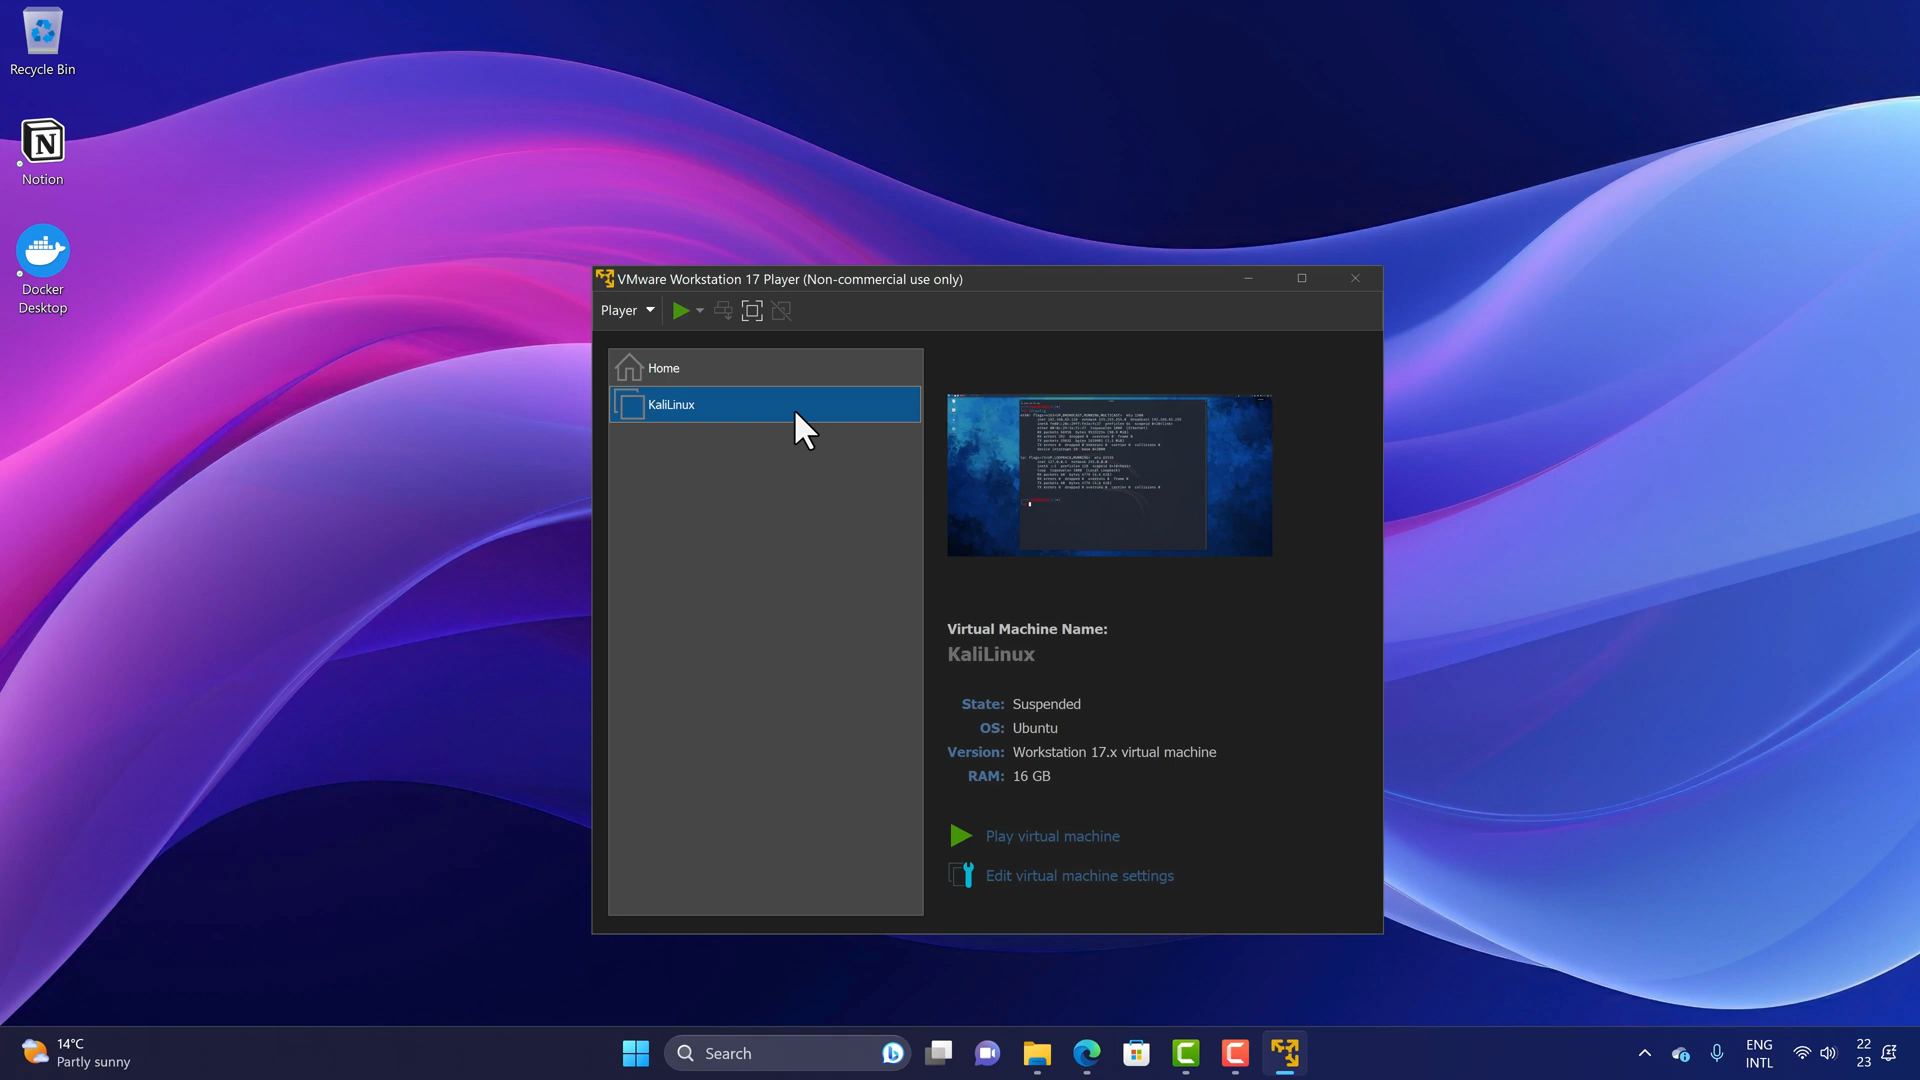 Recycle Bin
Notion
Docker
Desktop
VMware Workstation 17 Player (Non-commercial use only)
Player
Home
KaliLinux
Virtual Machine Name:
KaliLinux
State: Suspended
OS: Ubuntu
Version: Workstation 17.x virtual machine
RAM: 16 GB
Play virtual machine
Edit virtual machine settings
14°C
Partly sunny
Search
ENG
INTL
22
23